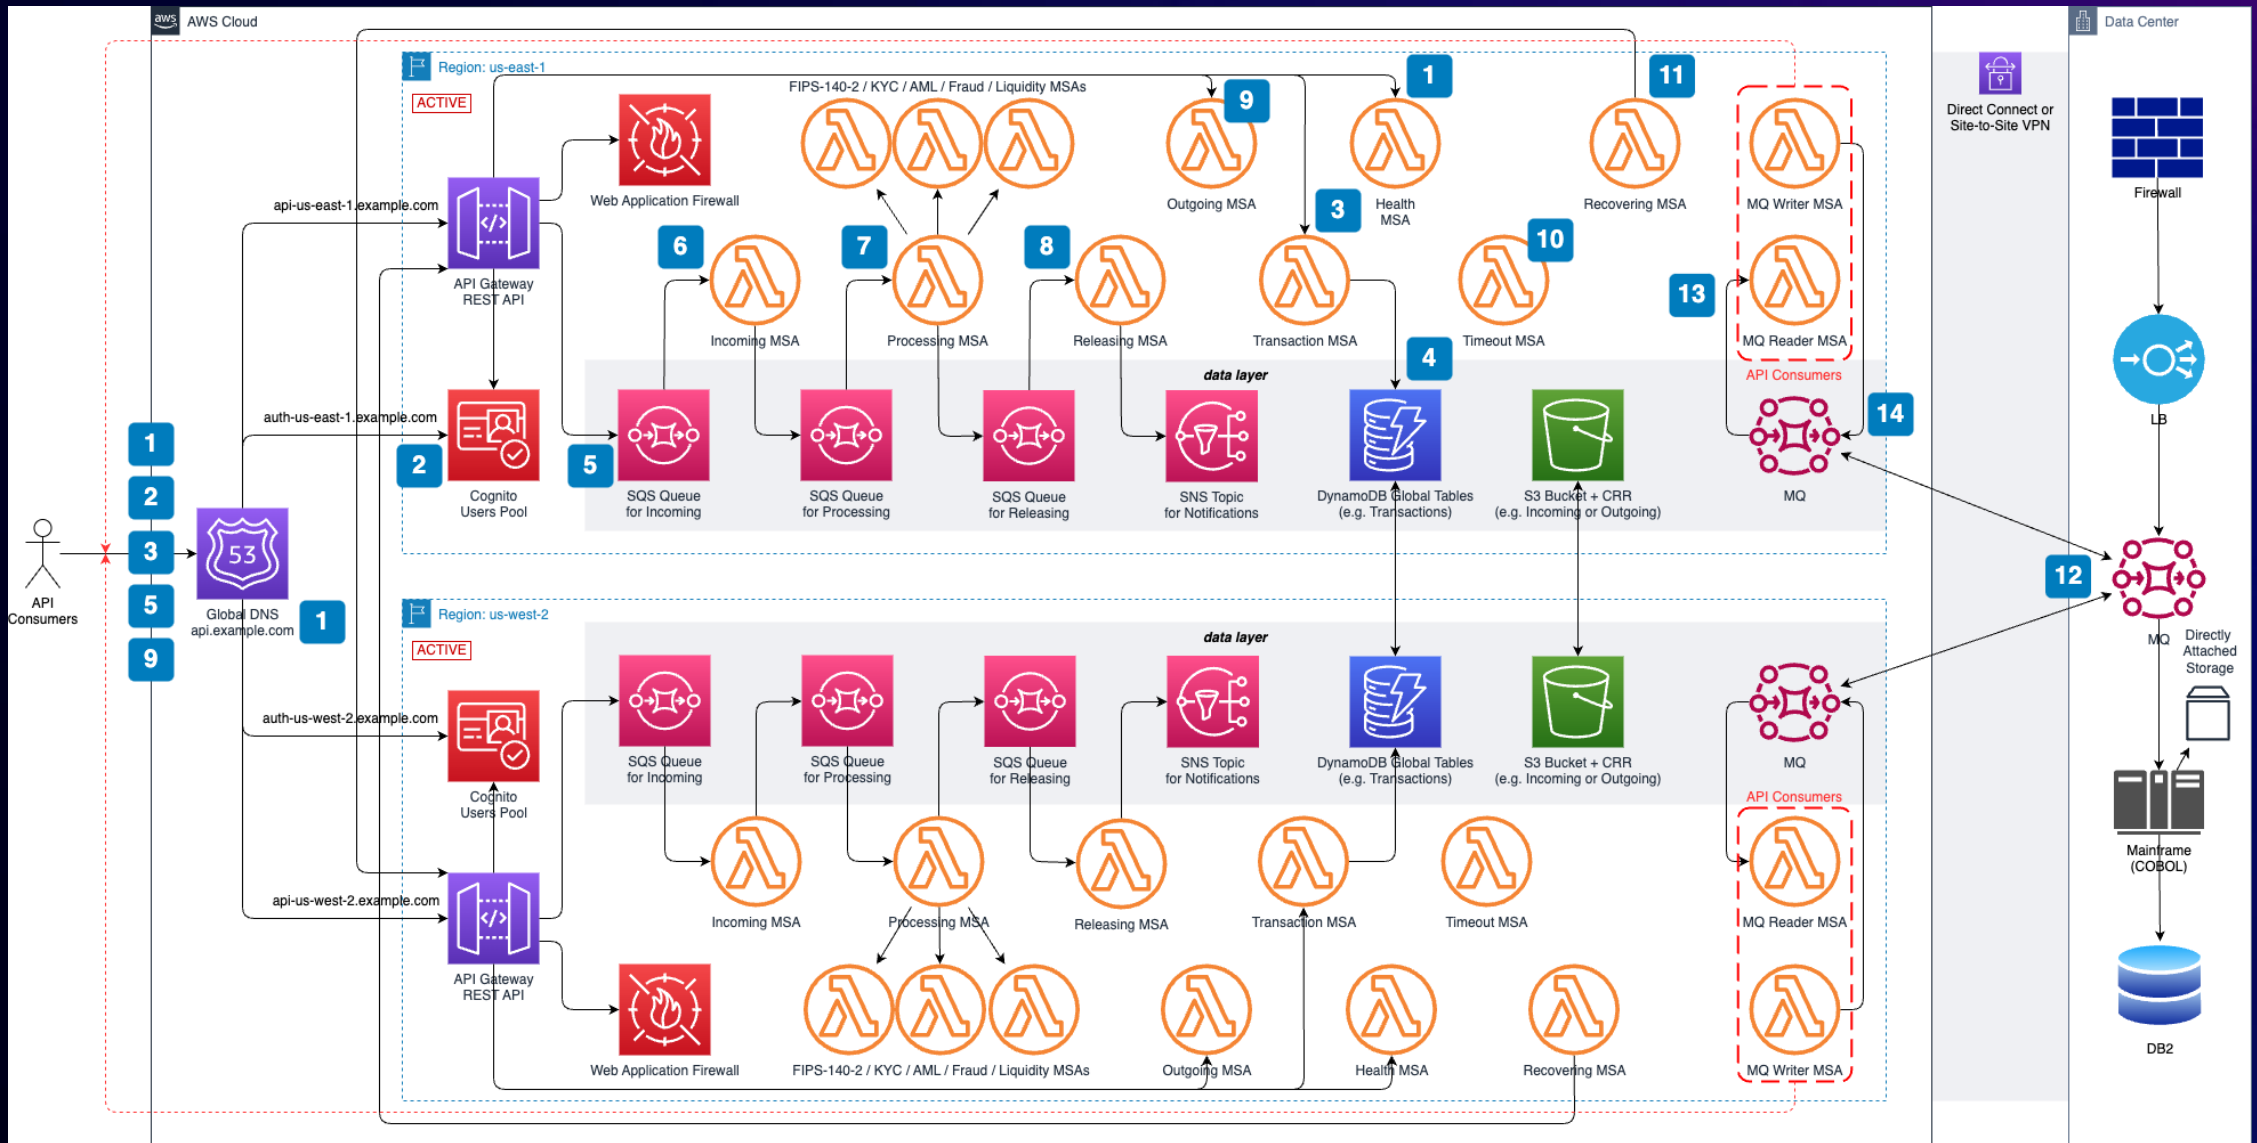 aws
AWS Cloud
Data Center
Region: us-east-1
ACTIVE
FIPS-140-2 / KYC / AML / Fraud / Liquidity MSAs
9
1
11
Direct Connect or
Site-to-Site VPN
Web Application Firewall
Outgoing MSA
Health
MSA
Recovering MSA
MQ Writer MSA
Firewall
api-us-east-1.example.com
3
6
7
8
10
13
API Gateway
REST API
Incoming MSA
Processing MSA
Releasing MSA
Transaction MSA
Timeout MSA
MQ Reader MSA
4
data layer
API Consumers
LB
auth-us-east-1.example.com
14
2
5
Cognito
Users Pool
SQS Queue
for Incoming
SQS Queue
for Processing
SQS Queue
for Releasing
SNS Topic
for Notifications
DynamoDB Global Tables
(e.g. Transactions)
S3 Bucket + CRR
(e.g. Incoming or Outgoing)
MQ
1
2
3
5
9
53
API
Consumers
Global DNS
api.example.com
1
12
MQ
Directly
Attached
Storage
Region: us-west-2
ACTIVE
data layer
auth-us-west-2.example.com
Cognito
Users Pool
SQS Queue
for Incoming
SQS Queue
for Processing
SQS Queue
for Releasing
SNS Topic
for Notifications
DynamoDB Global Tables
(e.g. Transactions)
S3 Bucket + CRR
(e.g. Incoming or Outgoing)
MQ
API Consumers
Mainframe
(COBOL)
api-us-west-2.example.com
Incoming MSA
Processing MSA
Releasing MSA
Transaction MSA
Timeout MSA
MQ Reader MSA
API Gateway
REST API
Web Application Firewall
FIPS-140-2 / KYC / AML / Fraud / Liquidity MSAs
Outgoing MSA
Health MSA
Recovering MSA
MQ Writer MSA
DB2